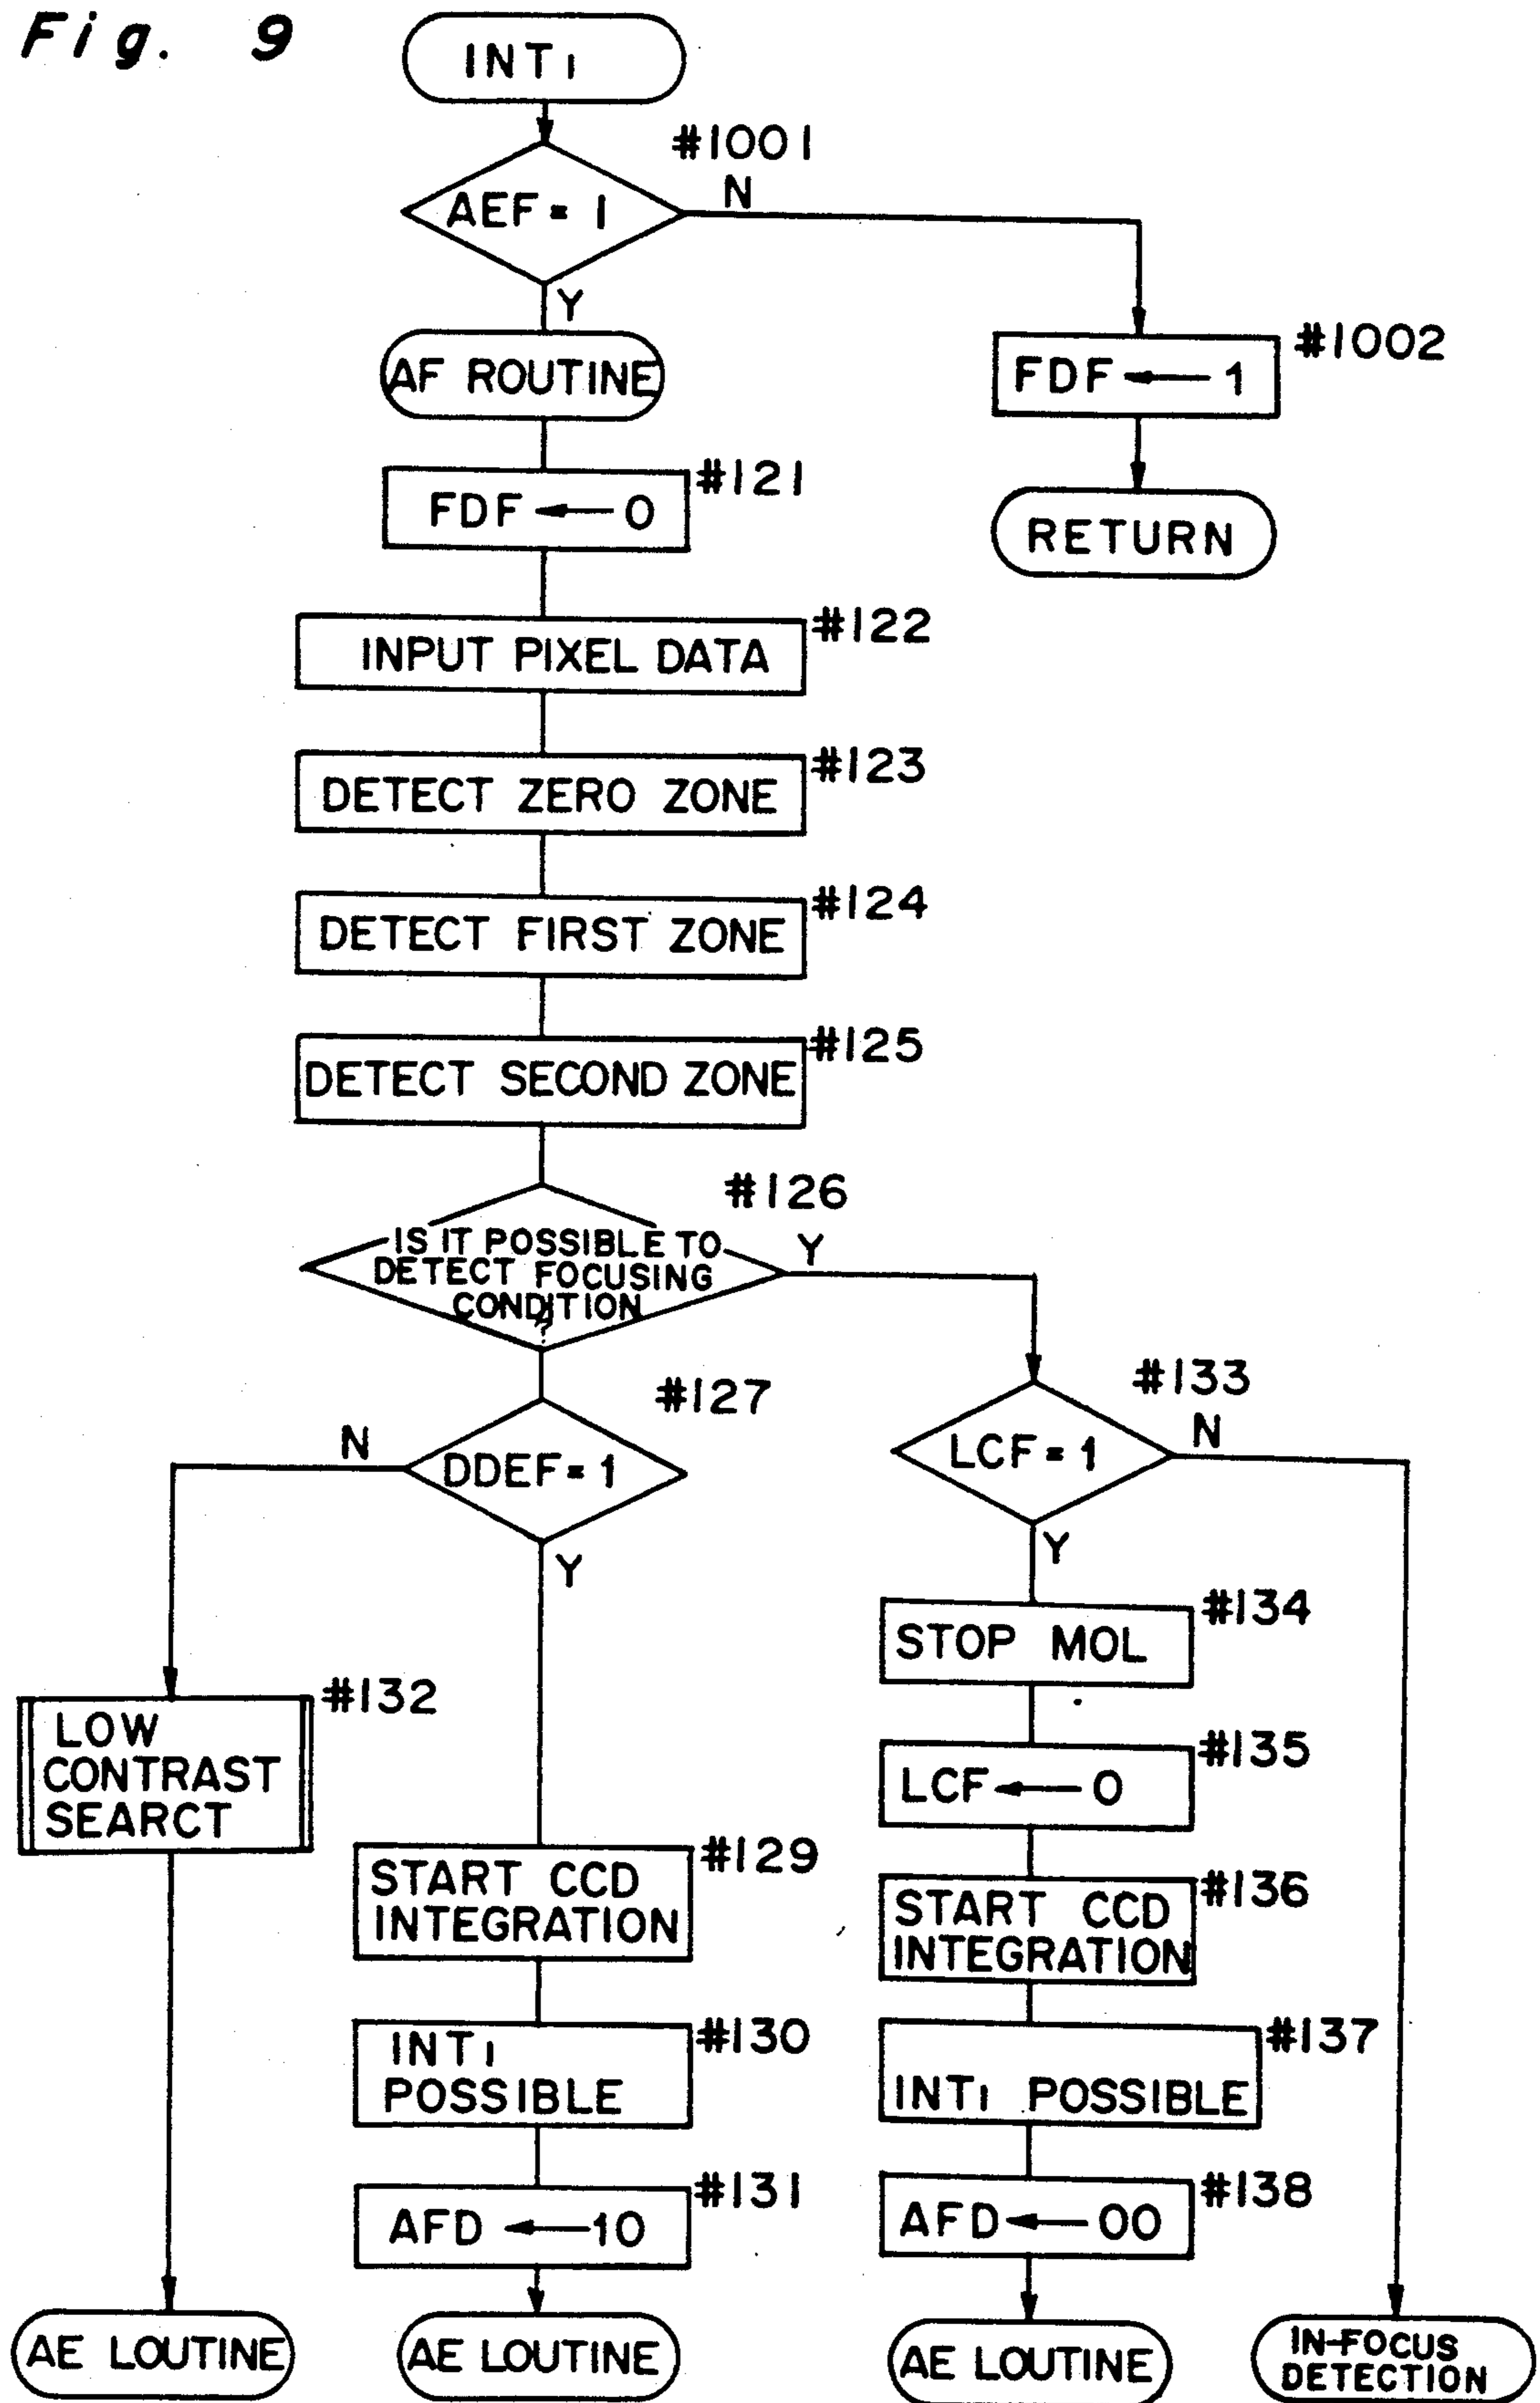 Fig. 9
INT1
#1001
AEF = 1
N
Y
AF ROUTINE
#1002
FDF ← 1
#121
FDF ← 0
RETURN
#122
INPUT PIXEL DATA
#123
DETECT ZERO ZONE
#124
DETECT FIRST ZONE
#125
DETECT SECOND ZONE
#126
IS IT POSSIBLE TO
DETECT FOCUSING
CONDITION
?
Y
#127
DDEF = 1
N
Y
#133
LCF = 1
N
Y
#134
STOP MOL
#132
LOW
CONTRAST
SEARCT
#135
LCF ← 0
#129
START CCD
INTEGRATION
#136
START CCD
INTEGRATION
#130
INT1
POSSIBLE
#137
INT1 POSSIBLE
#131
AFD ← 10
#138
AFD ← 00
AE LOUTINE
AE LOUTINE
AE LOUTINE
IN-FOCUS
DETECTION